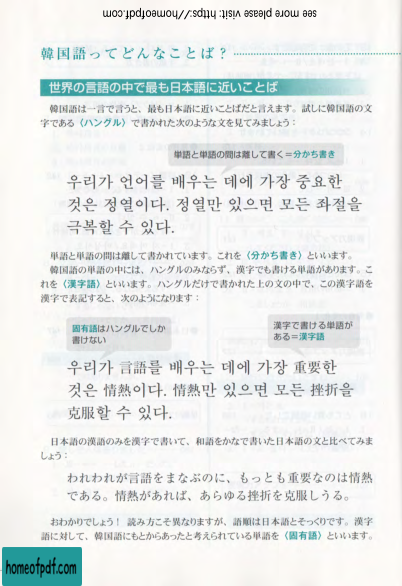 see more please visit: https://homeofpdf.com
韓国語ってどんなことば？
世界の言語の中で最も日本語に近いことば
韓国語は一言で言うと、最も日本語に近いことばだと言えます。試しに韓国語の文
字である〈ハングル〉で書かれた次のような文を見てみましょう：
単語と単語の間は離して書く＝分かち書き
우리가 언어를 배우는 데에 가장 중요한
것은 정열이다. 정열만 있으면 모든 좌절을
극복할 수 있다.
単語と単語の間は離して書かれています。これを〈分かち書き〉といいます。
韓国語の単語の中には、ハングルのみならず、漢字でも書ける単語があります。こ
れを〈漢字語〉といいます。ハングルだけで書かれた上の文の中で、この漢字語を
漢字で表記すると、次のようになります：
固有語はハングルでしか
書けない
漢字で書ける単語が
ある＝漢字語
우리가 言語를 배우는 데에 가장 重要한
것은 情熱이다. 情熱만 있으면 모든 挫折을
克服할 수 있다.
日本語の漢語のみを漢字で書いて、和語をかなで書いた日本語の文と比べてみま
しょう：
われわれが言語をまなぶのに、もっとも重要なのは情熱
である。情熱があれば、あらゆる挫折を克服しうる。
おわかりでしょう！ 読み方こそ異なりますが、語順は日本語とそっくりです。漢字
語に対して、韓国語にもとからあったと考えられている単語を〈固有語〉といいます。
homeofpdf.com